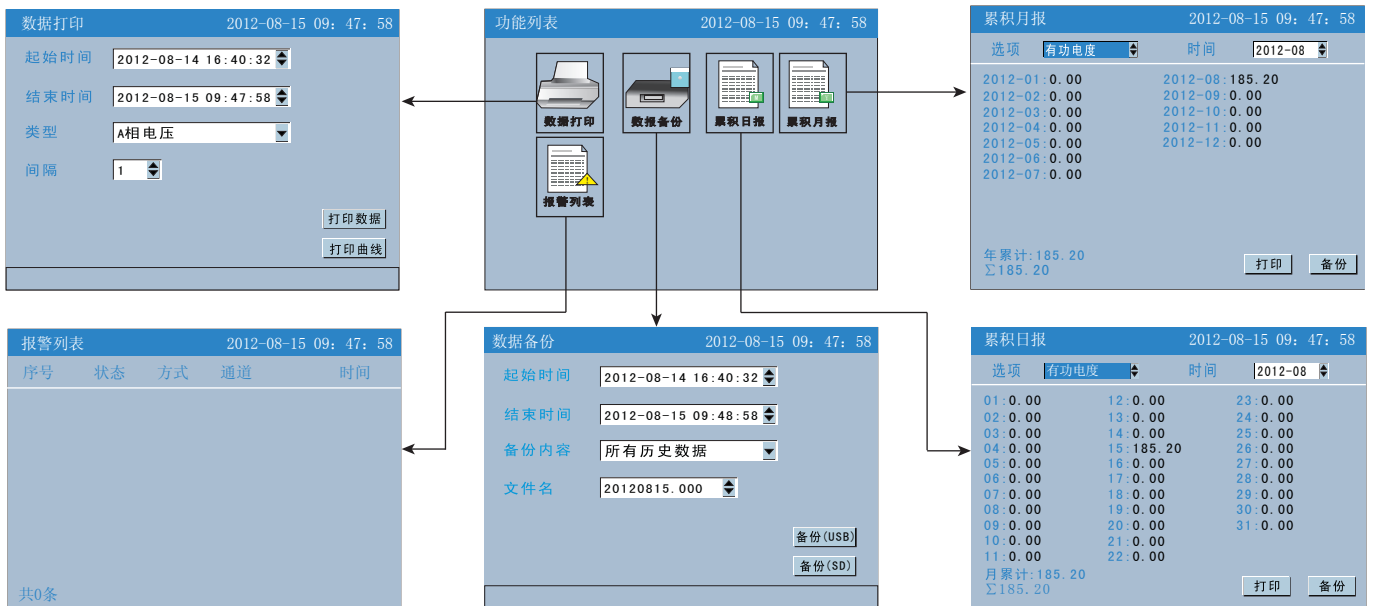 数据打印 2012-08-15 09: 47: 58
起始时间 2012-08-14 16:40:32
结束时间 2012-08-15 09:47:58
类型 A相电压
间隔 1
打印数据
打印曲线
功能列表 2012-08-15 09: 47: 58
数据打印 数报备份 累积日报 累积月报
报警列表
累积月报 2012-08-15 09: 47: 58
选项 有功电度 时间 2012-08
2012-01:0.00 2012-08:185.20
2012-02:0.00 2012-09:0.00
2012-03:0.00 2012-10:0.00
2012-04:0.00 2012-11:0.00
2012-05:0.00 2012-12:0.00
2012-06:0.00
2012-07:0.00
年累计:185.20
∑185.20
打印 备份
报警列表 2012-08-15 09: 47: 58
序号 状态 方式 通道 时间
共0条
数据备份 2012-08-15 09: 47: 58
起始时间 2012-08-14 16:40:32
结束时间 2012-08-15 09:48:58
备份内容 所有历史数据
文件名 20120815.000
备份(USB)
备份(SD)
累积日报 2012-08-15 09: 47: 58
选项 有功电度 时间 2012-08
01:0.00 12:0.00 23:0.00
02:0.00 13:0.00 24:0.00
03:0.00 14:0.00 25:0.00
04:0.00 15:185.20 26:0.00
05:0.00 16:0.00 27:0.00
06:0.00 17:0.00 28:0.00
07:0.00 18:0.00 29:0.00
08:0.00 19:0.00 30:0.00
09:0.00 20:0.00 31:0.00
10:0.00 21:0.00
11:0.00 22:0.00
月累计:185.20
∑185.20
打印 备份